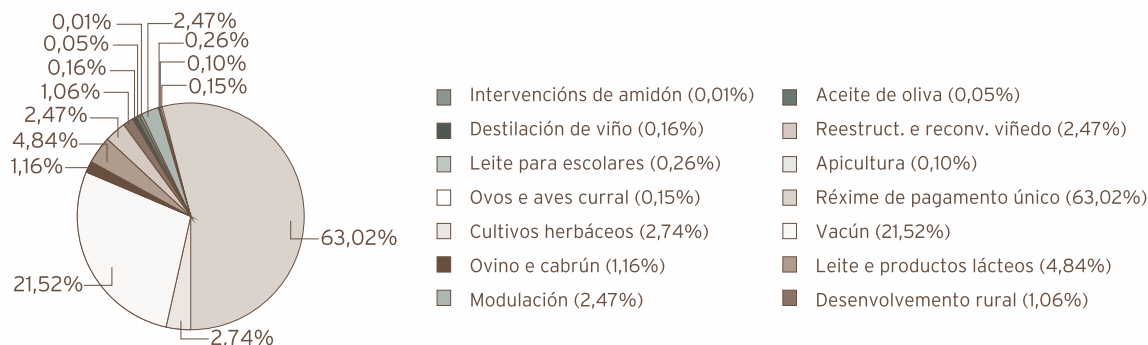 0,01%
2,47%
0,05%
0,26%
0,16%
0,10%
1,06%
0,15%
2,47%
4,84%
1,16%
63,02%
21,52%
2,74%
Intervencións de amidón (0,01%)
Destilación de viño (0,16%)
Leite para escolares (0,26%)
Ovos e aves curral (0,15%)
Cultivos herbáceos (2,74%)
Ovino e cabrún (1,16%)
Modulación (2,47%)
Aceite de oliva (0,05%)
Reestruct. e reconv. viñedo (2,47%)
Apicultura (0,10%)
Réxime de pagamento único (63,02%)
Vacún (21,52%)
Leite e productos lácteos (4,84%)
Desenvolvemento rural (1,06%)